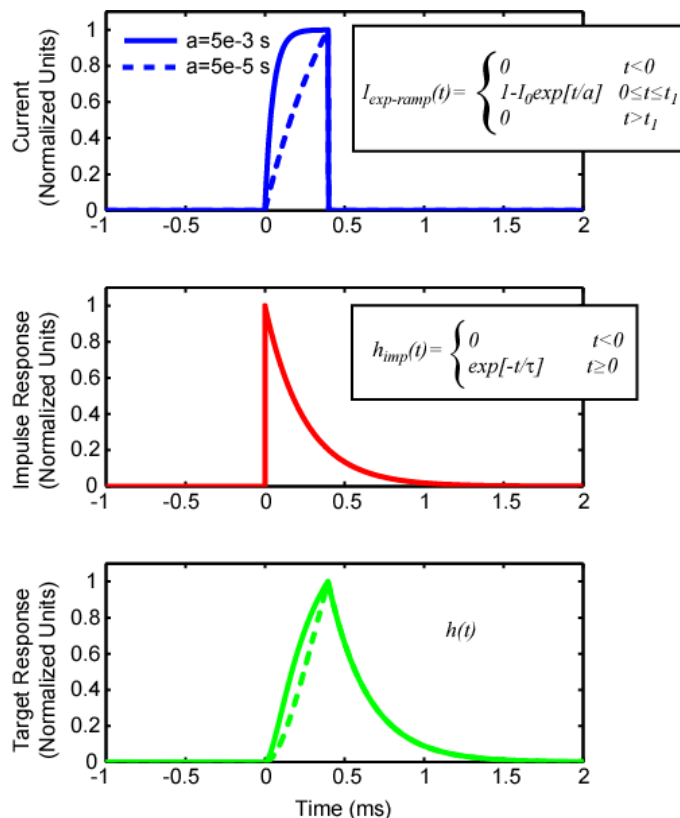 Current
(Normalized Units)
1
0.8
0.6
0.4
0.2
0
a=5e-3 s
a=5e-5 s
I_exp-ramp(t)= { 0 t<0
1-I_0exp[t/a] 0≤t≤t_1
0 t>t_1
-1 -0.5 0 0.5 1 1.5 2
Impulse Response
(Normalized Units)
1
0.8
0.6
0.4
0.2
0
h_imp(t)= { 0 t<0
exp[-t/τ] t≥0
-1 -0.5 0 0.5 1 1.5 2
Target Response
(Normalized Units)
1
0.8
0.6
0.4
0.2
0
h(t)
-1 -0.5 0 0.5 1 1.5 2
Time (ms)